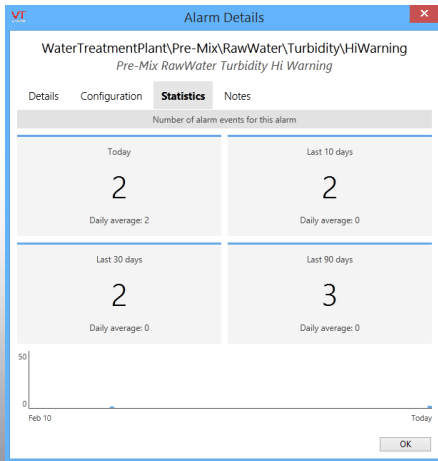 VT
Alarm Details
x
WaterTreatmentPlant\Pre-Mix\RawWater\Turbidity\HiWarning
Pre-Mix RawWater Turbidity Hi Warning
Details Configuration Statistics Notes
Number of alarm events for this alarm
Today
2
Daily average: 2
Last 10 days
2
Daily average: 0
Last 30 days
2
Daily average: 0
Last 90 days
3
Daily average: 0
50
0
Feb 10 Today
OK